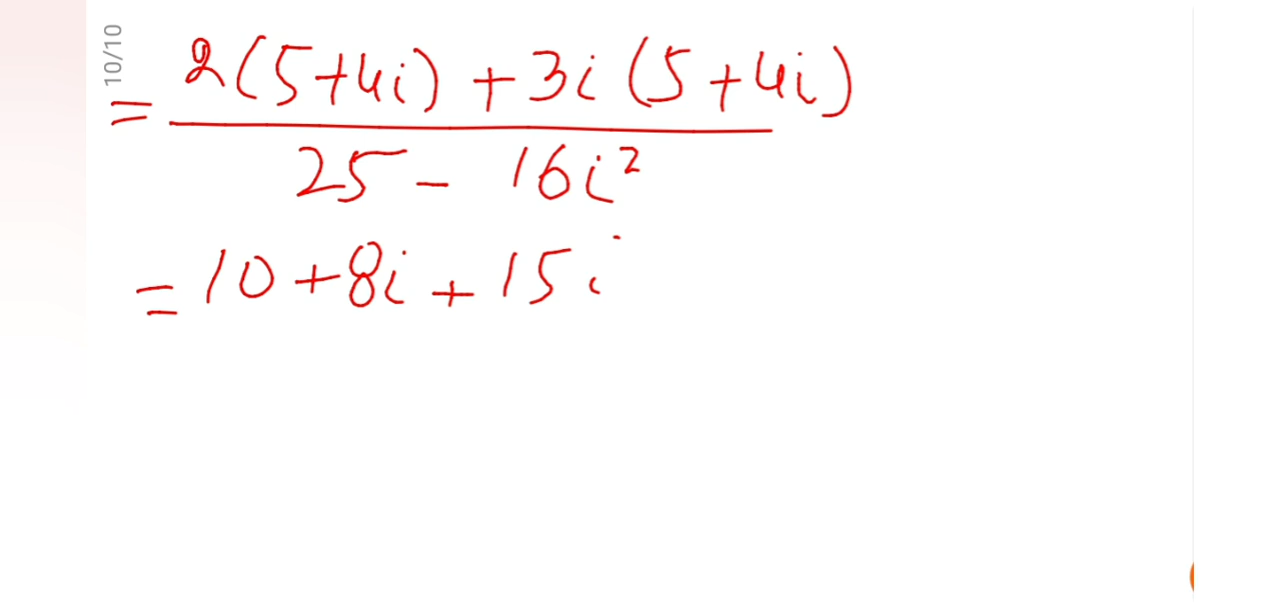 10/10
= 2(5+4i) + 3i(5+4i)
25 - 16i²
= 10 + 8i + 15i